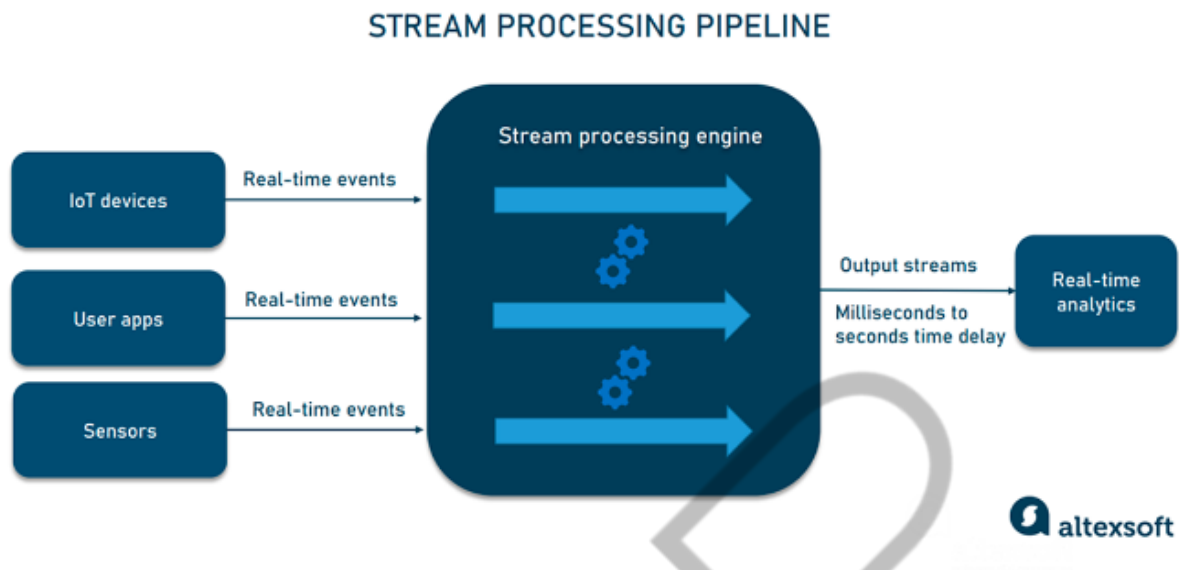 STREAM PROCESSING PIPELINE
Stream processing engine
IoT devices
Real-time events
User apps
Real-time events
Sensors
Real-time events
Output streams
Milliseconds to
seconds time delay
Real-time
analytics
altexsoft